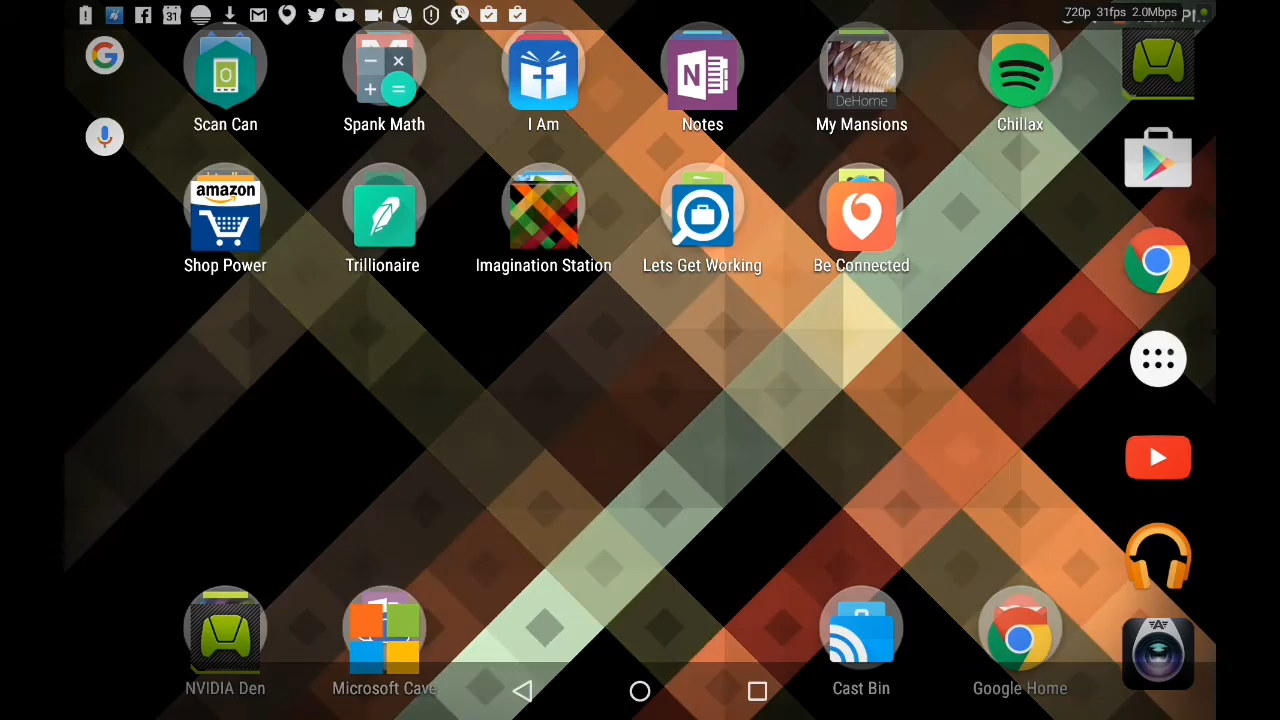 31
720p 31fps 2.0Mbps
Scan Can
Spank Math
I Am
Notes
My Mansions
Chillax
N
DeHome
amazon
Shop Power
Trillionaire
Imagination Station
Lets Get Working
Be Connected
NVIDIA Den
Microsoft Cave
Cast Bin
Google Home